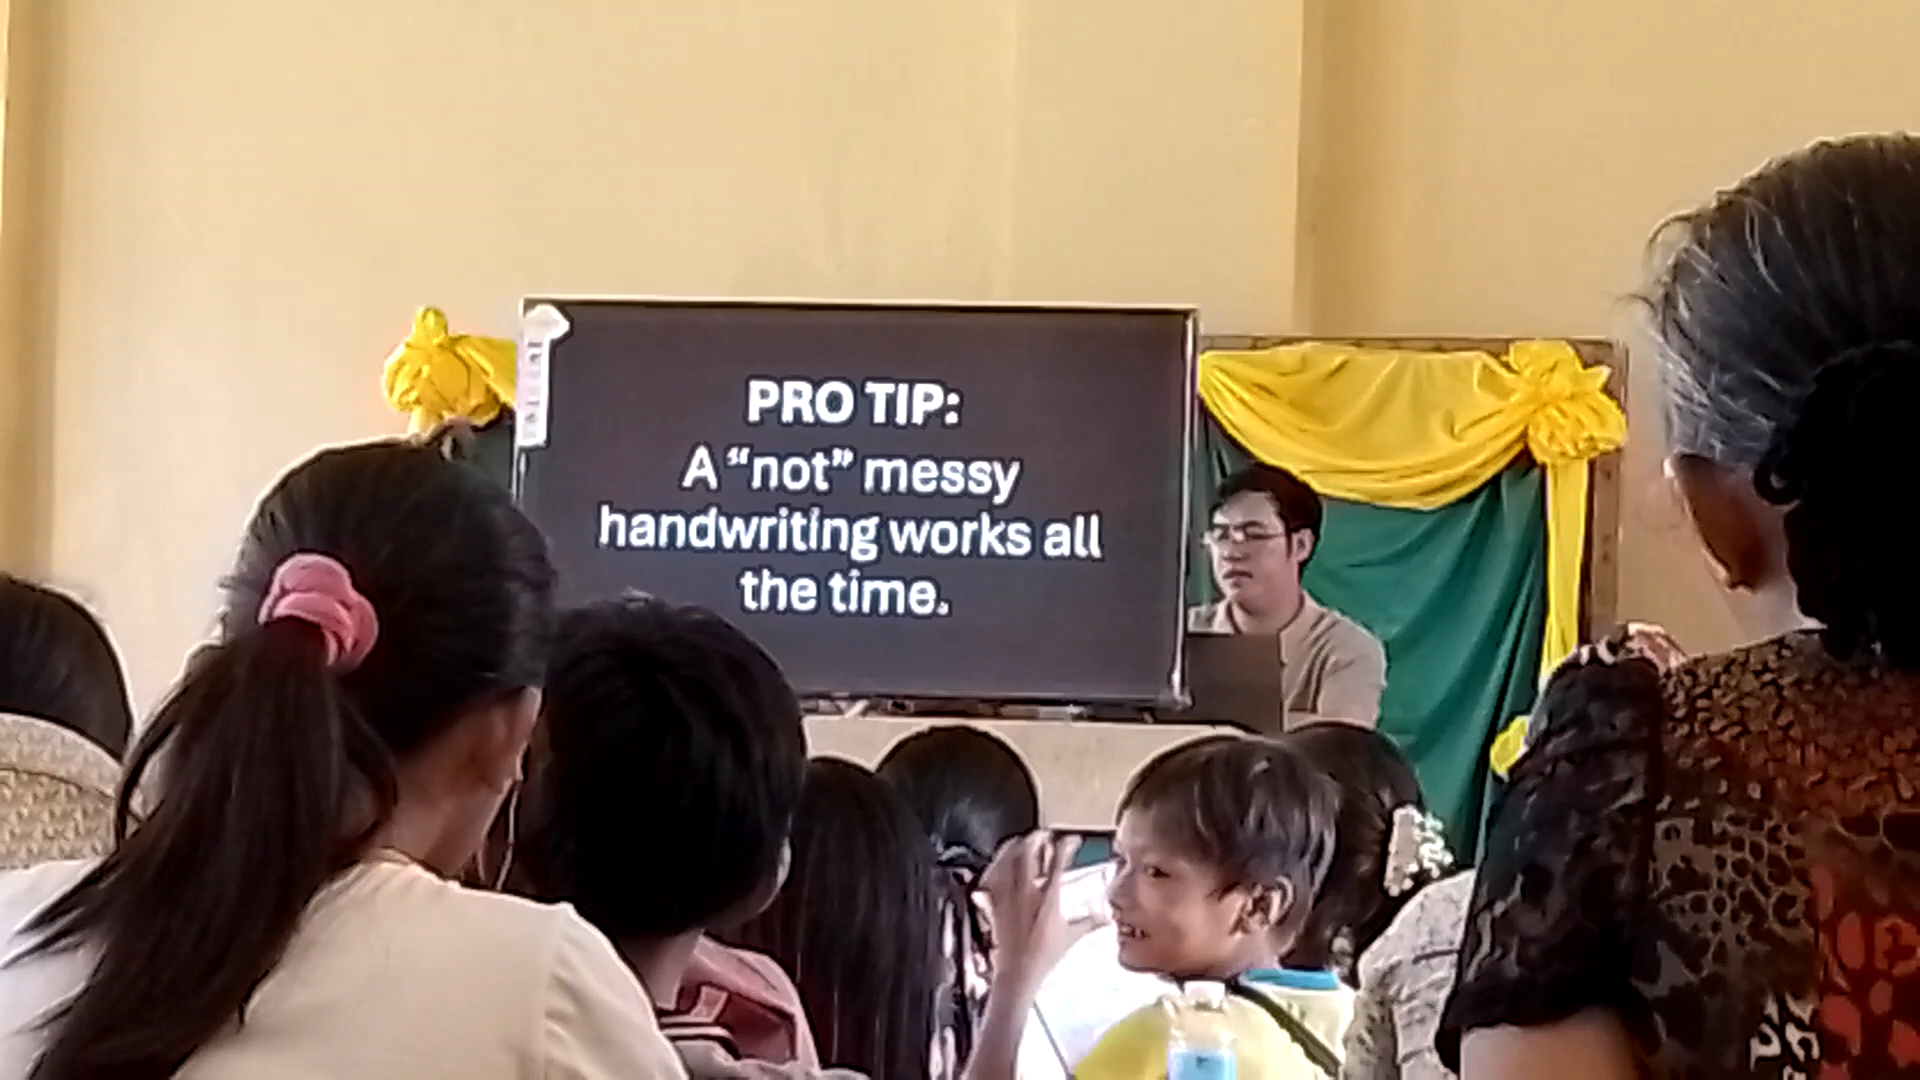 PRO TIP:
A “not” messy
handwriting works all
the time.